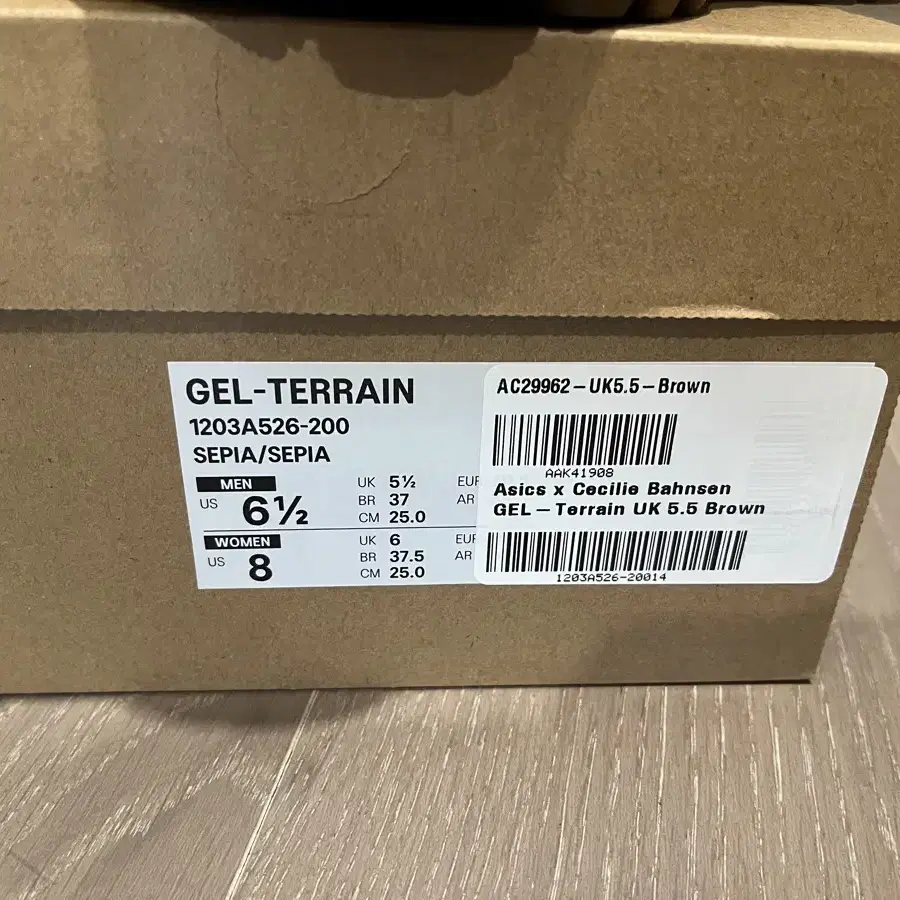 GEL-TERRAIN
1203A526-200
SEPIA/SEPIA
MEN
US 6½
UK 5½
BR 37
CM 25.0
EUR
AR
WOMEN
US 8
UK 6
BR 37.5
CM 25.0
EUR
AR
AC29962-UK5.5-Brown
AAK41908
Asics x Cecilie Bahnsen
GEL-Terrain UK 5.5 Brown
1203A526-20014